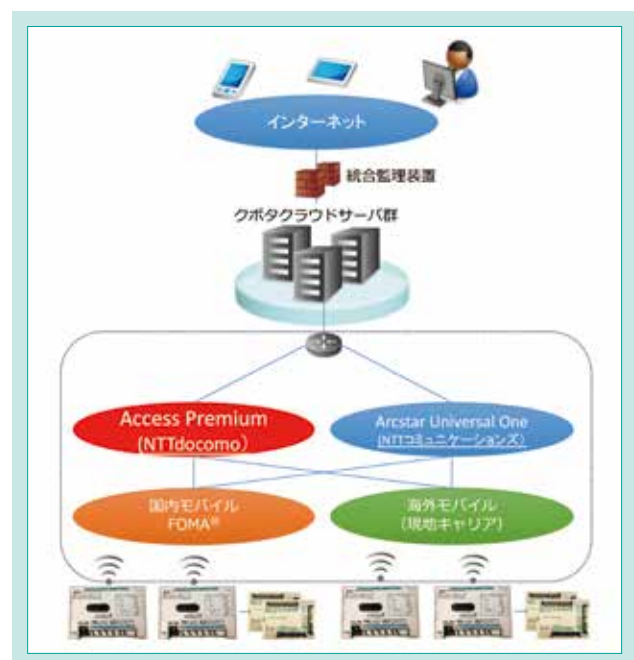 インターネット
統合監理装置
クボタクラウドサーバ群
Access Premium
(NTTdocomo)
Arcstar Universal One
(NTTコミュニケーションズ)
国内モバイル
FOMA®
海外モバイル
(現地キャリア)